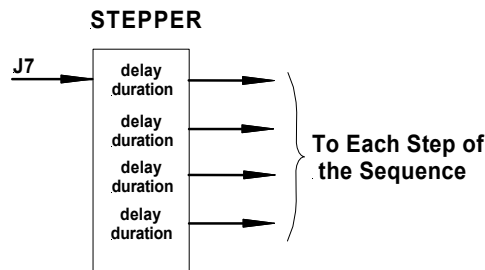 STEPPER
J7
delay
duration
delay
duration
delay
duration
delay
duration
To Each Step of
the Sequence